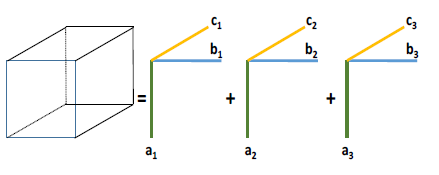 c₁ c₂ c₃
b₁ b₂ b₃
= + +
a₁ a₂ a₃